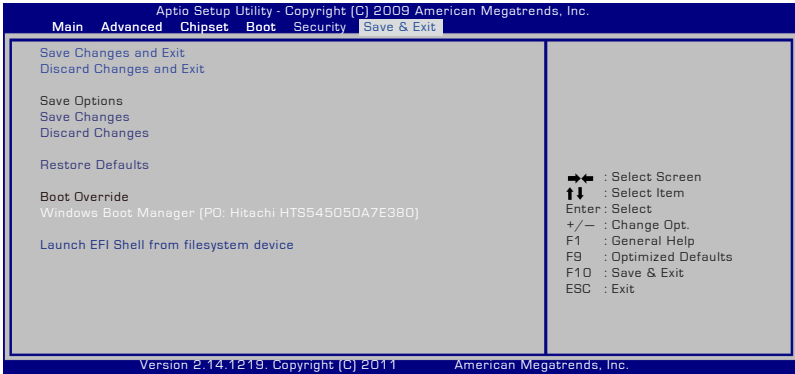 Aptio Setup Utility - Copyright (C) 2009 American Megatrends, Inc.
Main Advanced Chipset Boot Security Save & Exit
Save Changes and Exit
Discard Changes and Exit
Save Options
Save Changes
Discard Changes
Restore Defaults
Boot Override
Windows Boot Manager (PO: Hitachi HTS545050A7E380)
Launch EFI Shell from filesystem device
→← : Select Screen
↑↓ : Select Item
Enter : Select
+/— : Change Opt.
F1 : General Help
F9 : Optimized Defaults
F10 : Save & Exit
ESC : Exit
Version 2.14.1219. Copyright (C) 2011 American Megatrends, Inc.